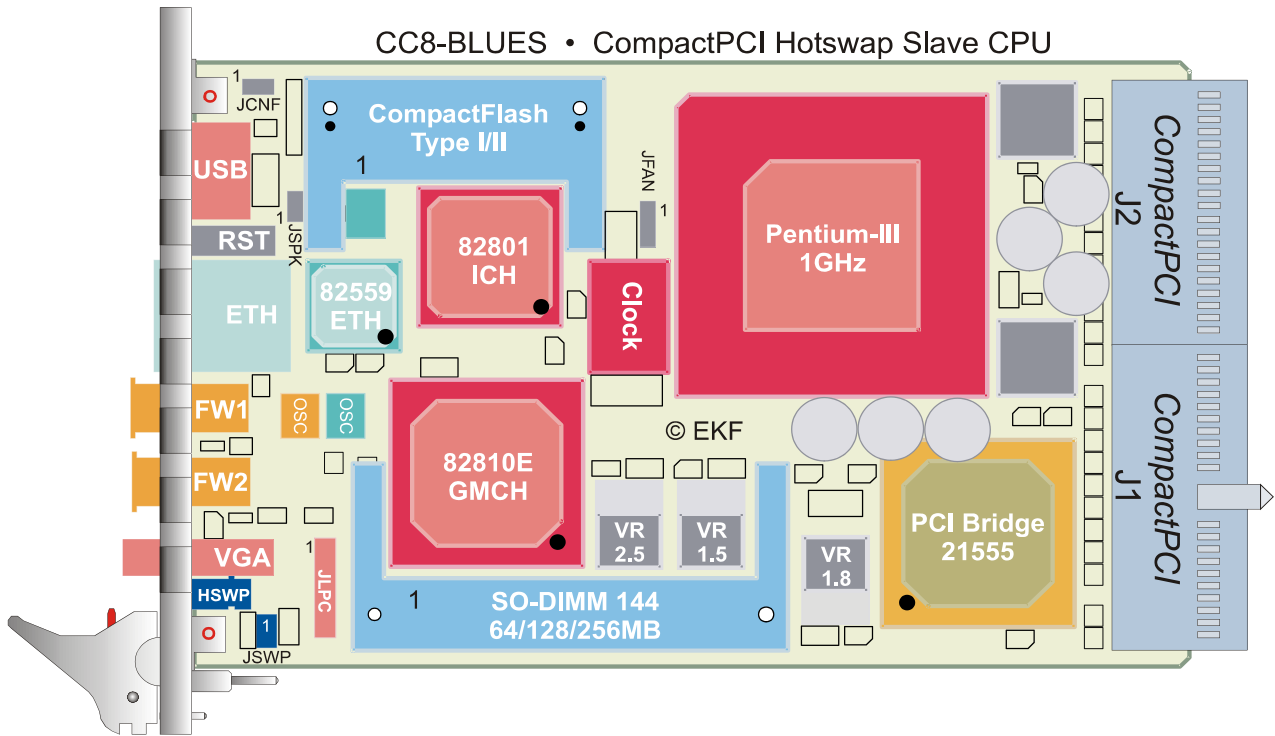 CC8-BLUES • CompactPCI Hotswap Slave CPU
1
JCNF
CompactFlash
Type I/II
1
USB
1
JSPK
RST
JFAN
1
82801
ICH
Pentium-III
1GHz
CompactPCI
J2
82559
ETH
ETH
Clock
FW1
OSC
OSC
© EKF
CompactPCI
J1
FW2
82810E
GMCH
VR
2.5
VR
1.5
PCI Bridge
21555
VGA
1
JLPC
VR
1.8
HSWP
1
JSWP
1
SO-DIMM 144
64/128/256MB